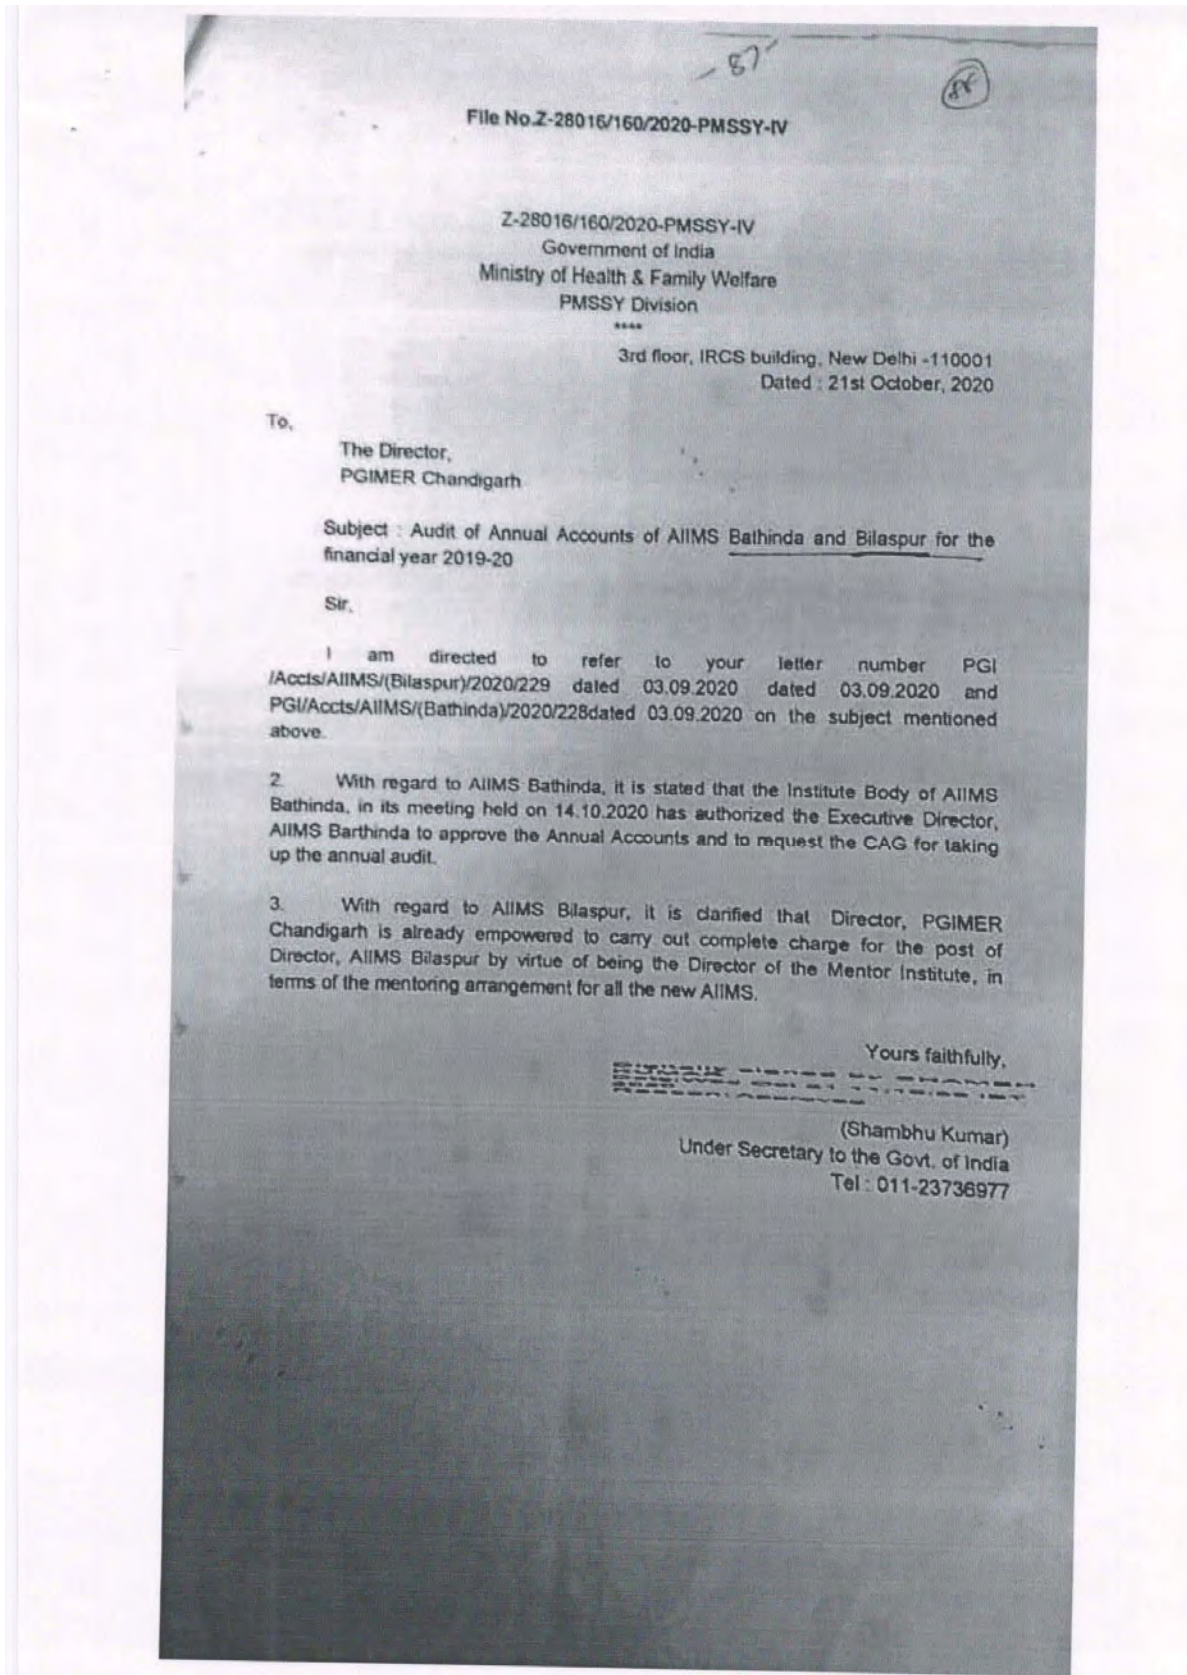 - 87 -
File No.Z-28016/160/2020-PMSSY-IV
Z-28016/160/2020-PMSSY-IV
Government of India
Ministry of Health & Family Welfare
PMSSY Division
****
3rd floor, IRCS building, New Delhi -110001
Dated : 21st October, 2020
To,
The Director,
PGIMER Chandigarh
Subject : Audit of Annual Accounts of AIIMS Bathinda and Bilaspur for the
financial year 2019-20
Sir,
I am directed to refer to your letter number PGI
/Accts/AIIMS/(Bilaspur)/2020/229 dated 03.09.2020 dated 03.09.2020 and
PGI/Accts/AIIMS/(Bathinda)/2020/228dated 03.09.2020 on the subject mentioned
above.
2. With regard to AIIMS Bathinda, it is stated that the Institute Body of AIIMS
Bathinda, in its meeting held on 14.10.2020 has authorized the Executive Director,
AIIMS Barthinda to approve the Annual Accounts and to request the CAG for taking
up the annual audit.
3. With regard to AIIMS Bilaspur, it is clarified that Director, PGIMER
Chandigarh is already empowered to carry out complete charge for the post of
Director, AIIMS Bilaspur by virtue of being the Director of the Mentor Institute, in
terms of the mentoring arrangement for all the new AIIMS.
Yours faithfully,
(Shambhu Kumar)
Under Secretary to the Govt. of India
Tel : 011-23736977